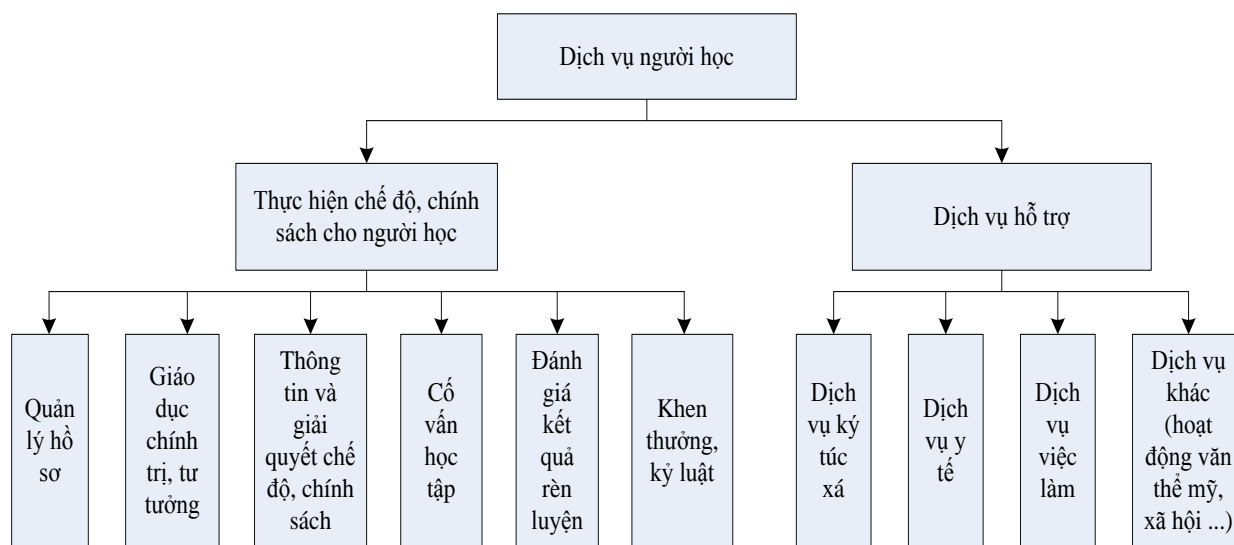 Dịch vụ người học
Thực hiện chế độ, chính
sách cho người học
Dịch vụ hỗ trợ
Quản
lý hồ
sơ
Giáo
dục
chính
trị, tư
tưởng
Thông
tin và
giải
quyết chế
độ, chính
sách
Cố
vấn
học
tập
Đánh
giá
kết
quả
rèn
luyện
Khen
thưởng,
kỷ luật
Dịch
vụ ký
túc
xá
Dịch
vụ y
tế
Dịch
vụ
việc
làm
Dịch vụ
khác
(hoạt
động văn
thể mỹ,
xã hội ...)